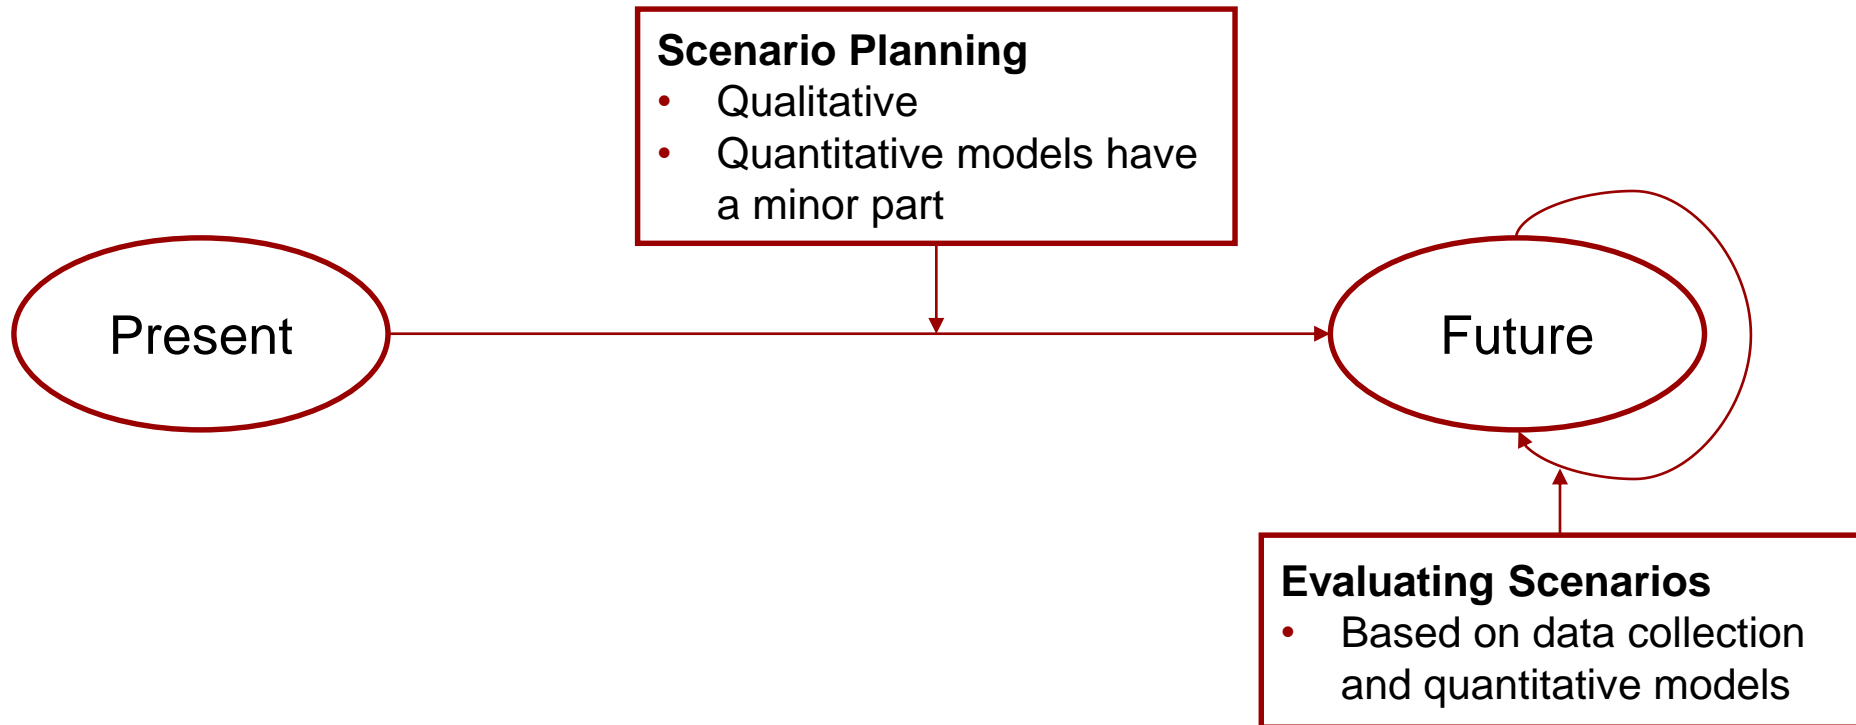 Scenario Planning
• Qualitative
• Quantitative models have
a minor part
Present
Future
Evaluating Scenarios
• Based on data collection
and quantitative models